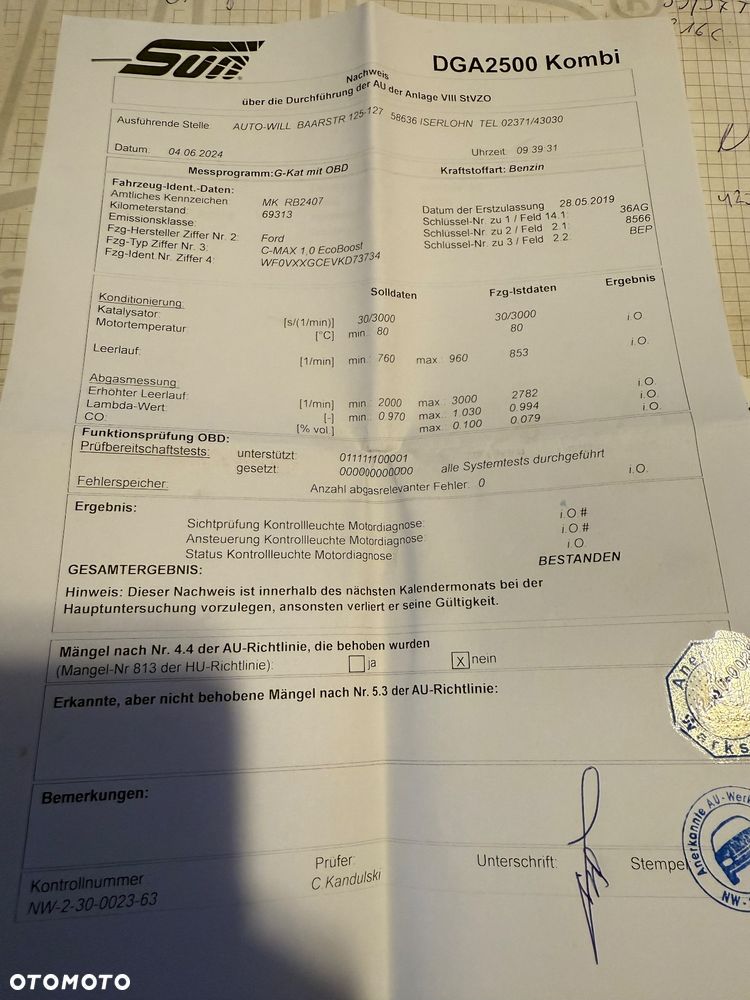 Sun
DGA2500 Kombi
Nachweis
über die Durchführung der AU der Anlage VIII StVZO
Ausführende Stelle: AUTO-WILL BAARSTR 125-127 58636 ISERLOHN TEL 02371/43030
Datum: 04.06.2024 Uhrzeit: 09:39:31
Messprogramm: G-Kat mit OBD Kraftstoffart: Benzin
Fahrzeug-Ident.-Daten:
Amtliches Kennzeichen MK RB2407 Datum der Erstzulassung 28.05.2019
Kilometerstand: 69313 Schlüssel-Nr. zu 1 / Feld 14.1: 36AG
Emissionsklasse: Schlüssel-Nr. zu 2 / Feld 2.1: 8566
Fzg-Hersteller Ziffer Nr. 2: Ford Schlüssel-Nr. zu 3 / Feld 2.2: BEP
Fzg-Typ Ziffer Nr. 3: C-MAX 1,0 EcoBoost
Fzg-Ident.Nr. Ziffer 4: WF0VXXGCEVKD73734
Solldaten Fzg-Istdaten Ergebnis
Konditionierung:
Katalysator: [s/(1/min)] 30/3000 30/3000 i.O.
Motortemperatur [°C] min.: 80 80
i.O.
Leerlauf: [1/min] min.: 760 max.: 960 853
Abgasmessung:
Erhöhter Leerlauf: [1/min] min.: 2000 max.: 3000 2782 i.O.
Lambda-Wert: [-] min.: 0.970 max.: 1.030 0.994 i.O.
CO: [% vol.] max.: 0.100 0.079 i.O.
Funktionsprüfung OBD:
Prüfbereitschaftstests: unterstützt: 011111100001
gesetzt: 000000000000 alle Systemtests durchgeführt
Fehlerspeicher: Anzahl abgasrelevanter Fehler: 0 i.O.
Ergebnis:
Sichtprüfung Kontrollleuchte Motordiagnose: i.O #
Ansteuerung Kontrollleuchte Motordiagnose: i.O #
Status Kontrollleuchte Motordiagnose: i.O.
GESAMTERGEBNIS: BESTANDEN
Hinweis: Dieser Nachweis ist innerhalb des nächsten Kalendermonats bei der
Hauptuntersuchung vorzulegen, ansonsten verliert er seine Gültigkeit.
Mängel nach Nr. 4.4 der AU-Richtlinie, die behoben wurden
(Mangel-Nr 813 der HU-Richtlinie): ja X nein
Erkannte, aber nicht behobene Mängel nach Nr. 5.3 der AU-Richtlinie:
Bemerkungen:
Kontrollnummer Prüfer: Unterschrift: Stempel
NW-2-30-0023-63 C.Kandulski
Anerkannte AU-Werk
NW-
OTOMOTO